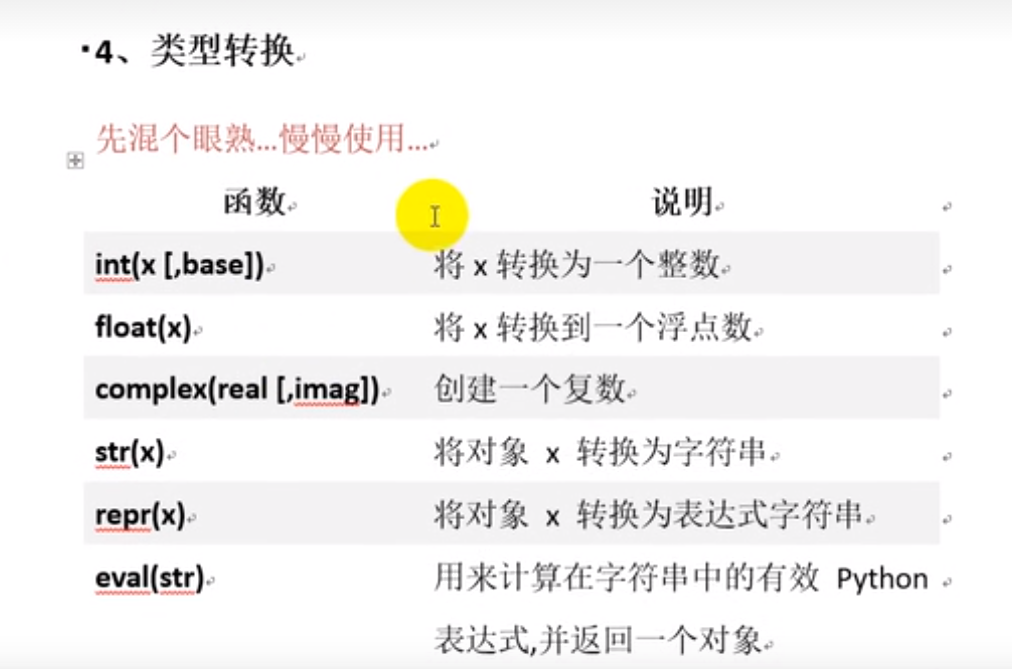 4、类型转换
先混个眼熟...慢慢使用...
函数 说明
int(x [,base]) 将 x 转换为一个整数
float(x) 将 x 转换到一个浮点数
complex(real [,imag]) 创建一个复数
str(x) 将对象 x 转换为字符串
repr(x) 将对象 x 转换为表达式字符串
eval(str) 用来计算在字符串中的有效 Python
表达式,并返回一个对象